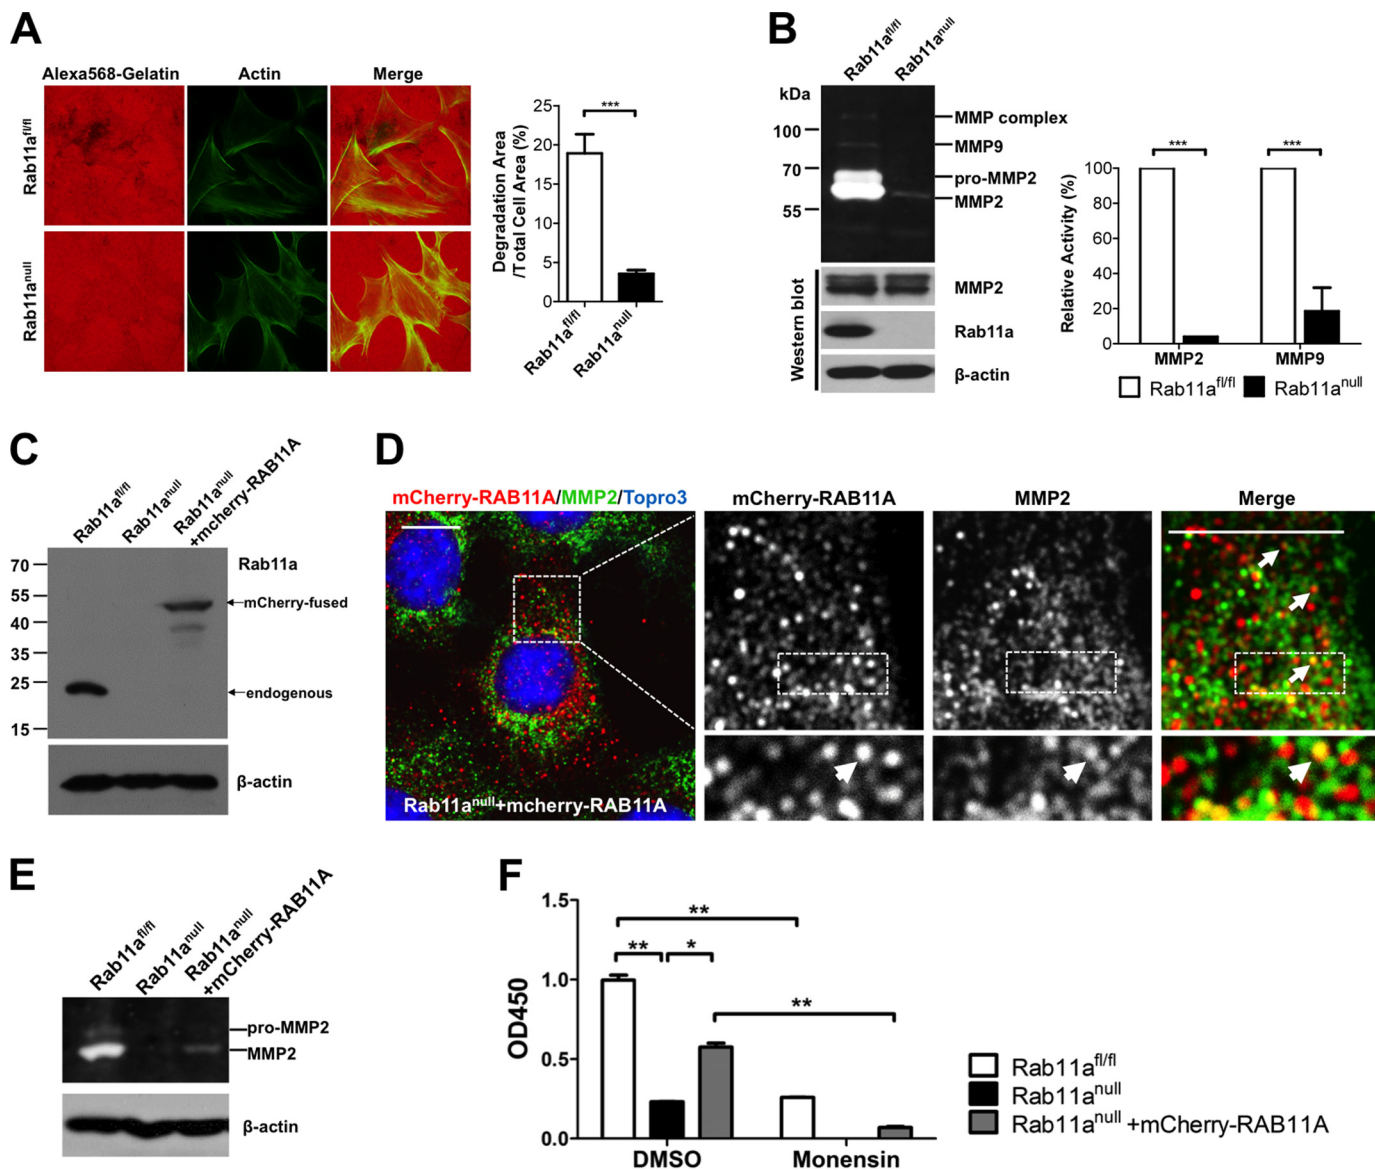 A
Alexa568-Gelatin Actin Merge
Rab11a^fl/fl
Rab11a^null
Degradation Area
/Total Cell Area (%)
25
20
15
10
5
0
***
Rab11a^fl/fl
Rab11a^null
B
Rab11a^fl/fl
Rab11a^null
kDa
100
70
55
MMP complex
MMP9
pro-MMP2
MMP2
Western blot
MMP2
Rab11a
β-actin
Relative Activity (%)
100
80
60
40
20
0
***
***
MMP2 MMP9
Rab11a^fl/fl Rab11a^null
C
Rab11a^fl/fl
Rab11a^null
Rab11a^null
+mcherry-RAB11A
70
55
40
35
25
15
Rab11a
mCherry-fused
endogenous
β-actin
D
mCherry-RAB11A/MMP2/Topro3
mCherry-RAB11A
MMP2
Merge
Rab11a^null+mcherry-RAB11A
E
Rab11a^fl/fl
Rab11a^null
Rab11a^null
+mCherry-RAB11A
pro-MMP2
MMP2
β-actin
F
OD450
1.5
1.0
0.5
0.0
**
** *
**
DMSO Monensin
Rab11a^fl/fl
Rab11a^null
Rab11a^null +mCherry-RAB11A